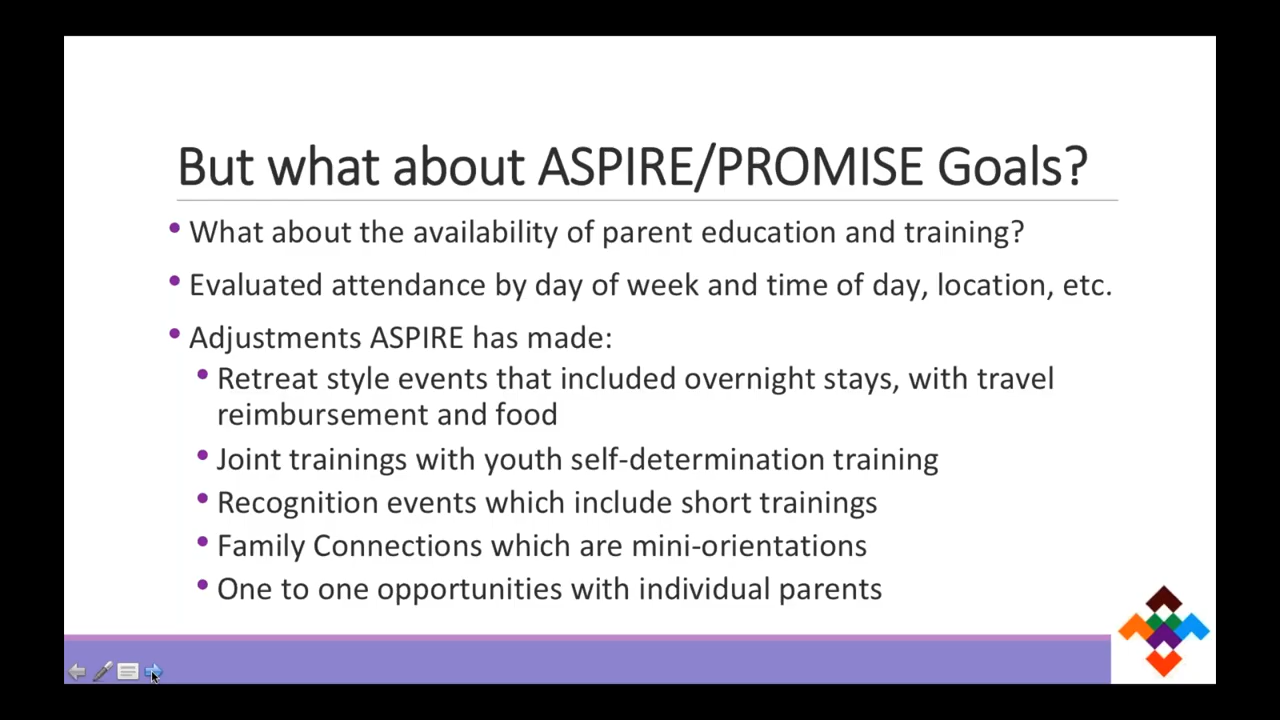 But what about ASPIRE/PROMISE Goals?
• What about the availability of parent education and training?
• Evaluated attendance by day of week and time of day, location, etc.
• Adjustments ASPIRE has made:
• Retreat style events that included overnight stays, with travel
reimbursement and food
• Joint trainings with youth self-determination training
• Recognition events which include short trainings
• Family Connections which are mini-orientations
• One to one opportunities with individual parents